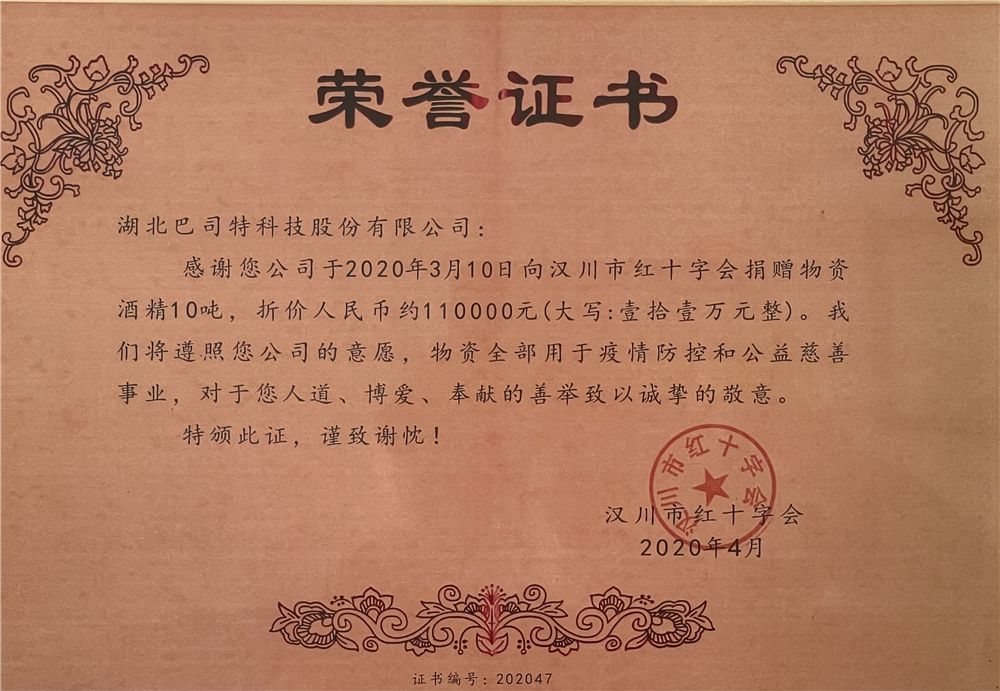 荣誉证书
湖北巴司特科技股份有限公司：
感谢您公司于2020年3月10日向汉川市红十字会捐赠物资
酒精10吨，折价人民币约110000元(大写:壹拾壹万元整)。我
们将遵照您公司的意愿，物资全部用于疫情防控和公益慈善
事业，对于您人道、博爱、奉献的善举致以诚挚的敬意。
特颁此证，谨致谢忱！
汉川市红十字会
汉川市红十字会
2020年4月
证书编号：202047